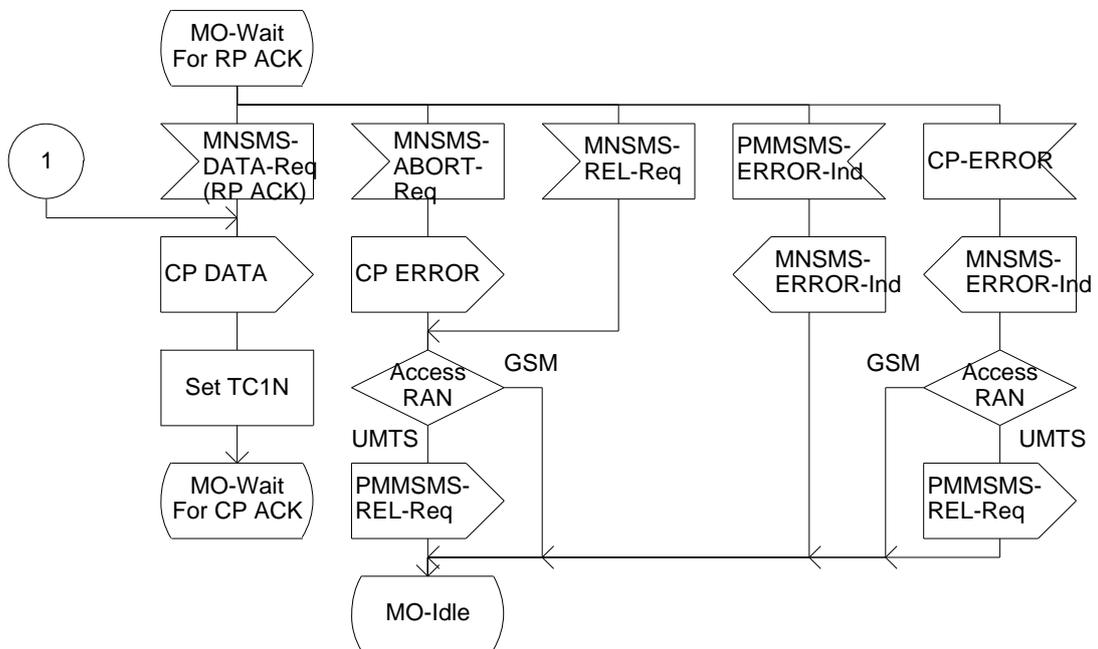 MO-Wait
For RP ACK
1
MNSMS-
DATA-Req
(RP ACK)
MNSMS-
ABORT-
Req
MNSMS-
REL-Req
PMMSMS-
ERROR-Ind
CP-ERROR
CP DATA
CP ERROR
MNSMS-
ERROR-Ind
MNSMS-
ERROR-Ind
Set TC1N
Access
RAN
GSM
UMTS
GSM
Access
RAN
UMTS
MO-Wait
For CP ACK
PMMSMS-
REL-Req
PMMSMS-
REL-Req
MO-Idle